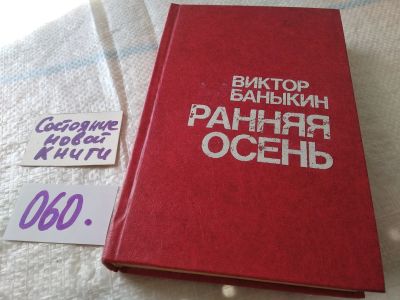 ВИКТОР
БАНЫКИН
РАННЯЯ
ОСЕНЬ
Состояние
новой
книги
060.